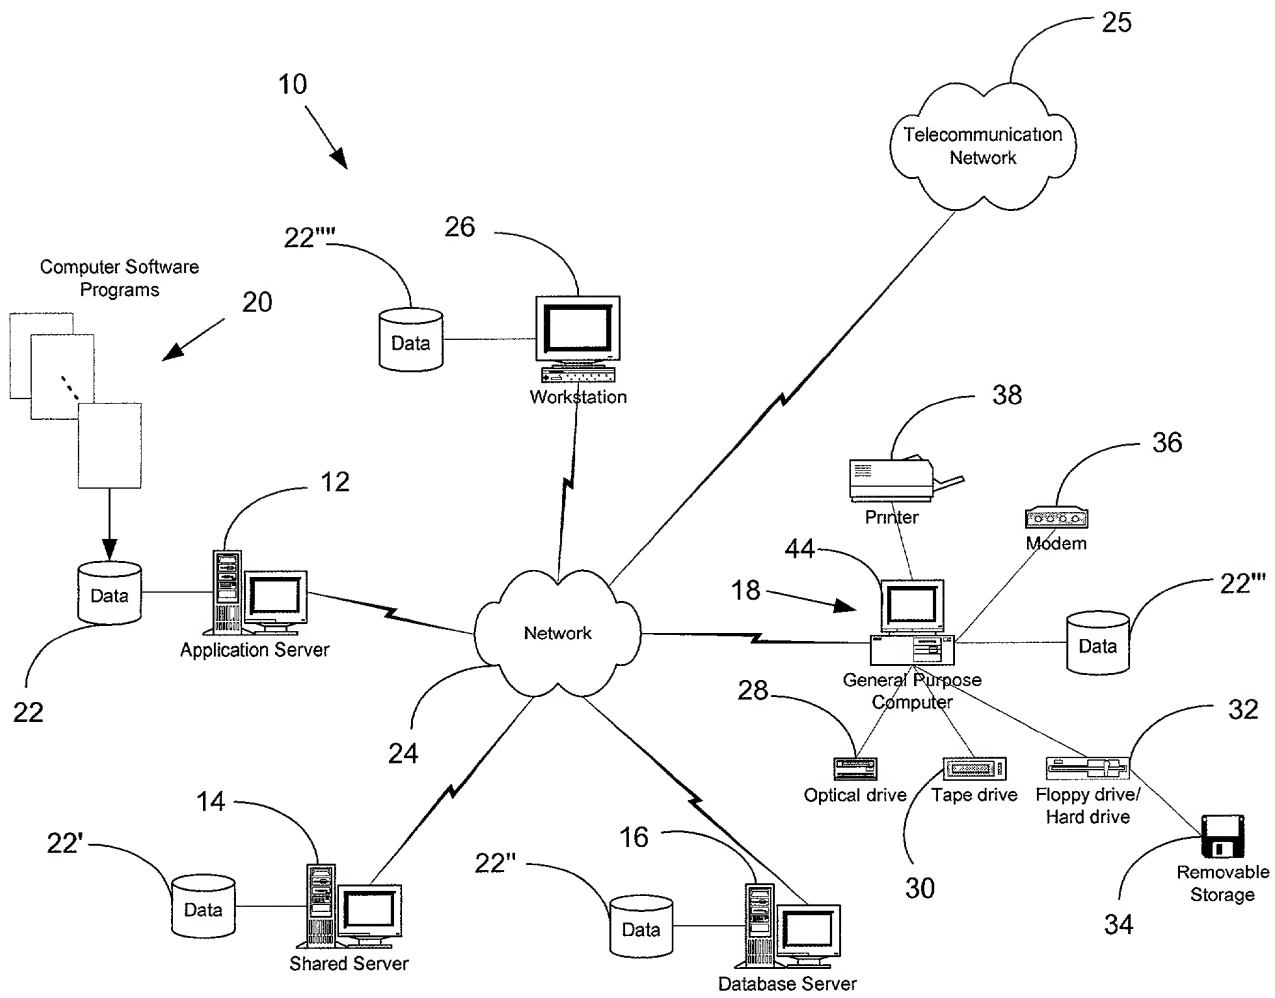 25
10
Telecommunication
Network
26
22""
Computer Software
Programs
20
Data
Workstation
38
36
12
Printer
Modem
44
18
22'''
Data
Application Server
Network
Data
General Purpose
Computer
22
24
28
32
Optical drive
Tape drive
Floppy drive/
Hard drive
14
22'
16
22"
30
34
Removable
Storage
Data
Data
Shared Server
Database Server